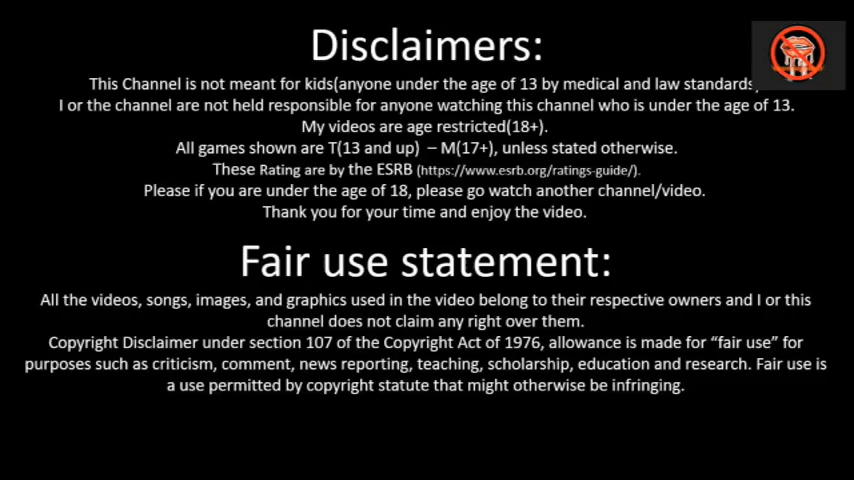 Disclaimers:
This Channel is not meant for kids(anyone under the age of 13 by medical and law standards)
I or the channel are not held responsible for anyone watching this channel who is under the age of 13.
My videos are age restricted(18+).
All games shown are T(13 and up) – M(17+), unless stated otherwise.
These Rating are by the ESRB (https://www.esrb.org/ratings-guide/).
Please if you are under the age of 18, please go watch another channel/video.
Thank you for your time and enjoy the video.
Fair use statement:
All the videos, songs, images, and graphics used in the video belong to their respective owners and I or this
channel does not claim any right over them.
Copyright Disclaimer under section 107 of the Copyright Act of 1976, allowance is made for “fair use” for
purposes such as criticism, comment, news reporting, teaching, scholarship, education and research. Fair use is
a use permitted by copyright statute that might otherwise be infringing.